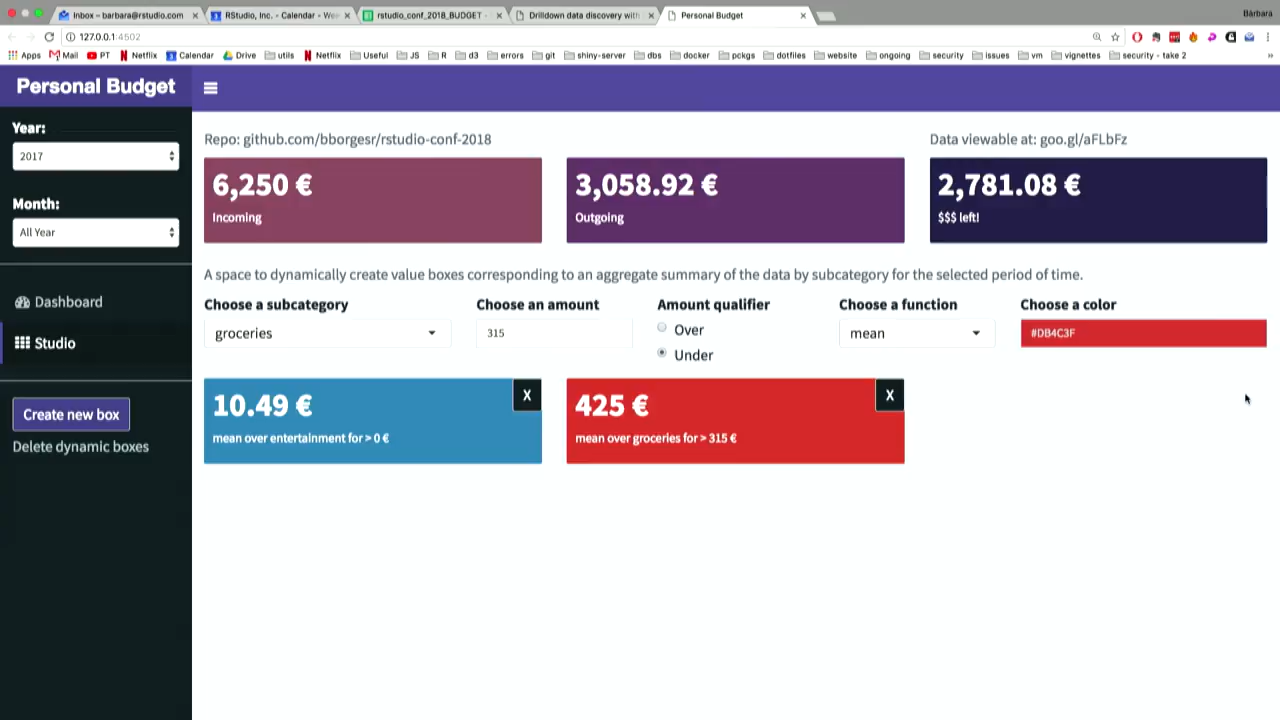 Inbox – barbara@rstudio.com
RStudio, Inc. - Calendar - Wee
rstudio_conf_2018_BUDGET -
Drilldown data discovery with
Personal Budget
Bárbara
127.0.0.1:4502
Apps
Mail
PT
Netflix
Calendar
Drive
utils
Netflix
Useful
JS
R
d3
errors
git
shiny-server
dbs
docker
pckgs
dotfiles
website
ongoing
security
issues
vm
vignettes
security - take 2
Personal Budget
Year:
2017
Month:
All Year
Dashboard
Studio
Create new box
Delete dynamic boxes
Repo: github.com/bborgesr/rstudio-conf-2018
Data viewable at: goo.gl/aFLbFz
6,250 €
Incoming
3,058.92 €
Outgoing
2,781.08 €
$$$ left!
A space to dynamically create value boxes corresponding to an aggregate summary of the data by subcategory for the selected period of time.
Choose a subcategory
groceries
Choose an amount
315
Amount qualifier
Over
Under
Choose a function
mean
Choose a color
#DB4C3F
10.49 €
mean over entertainment for > 0 €
X
425 €
mean over groceries for > 315 €
X